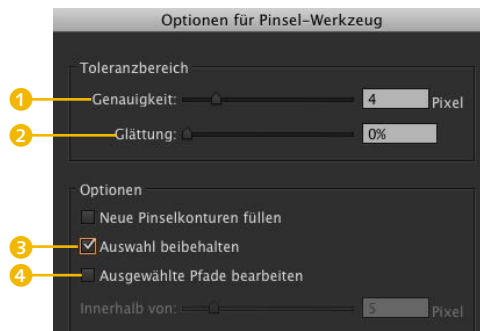 Optionen für Pinsel-Werkzeug
Toleranzbereich
1 Genauigkeit: 4 Pixel
2 Glättung: 0%
Optionen
Neue Pinselkonturen füllen
3 Auswahl beibehalten
4 Ausgewählte Pfade bearbeiten
Innerhalb von: 5 Pixel